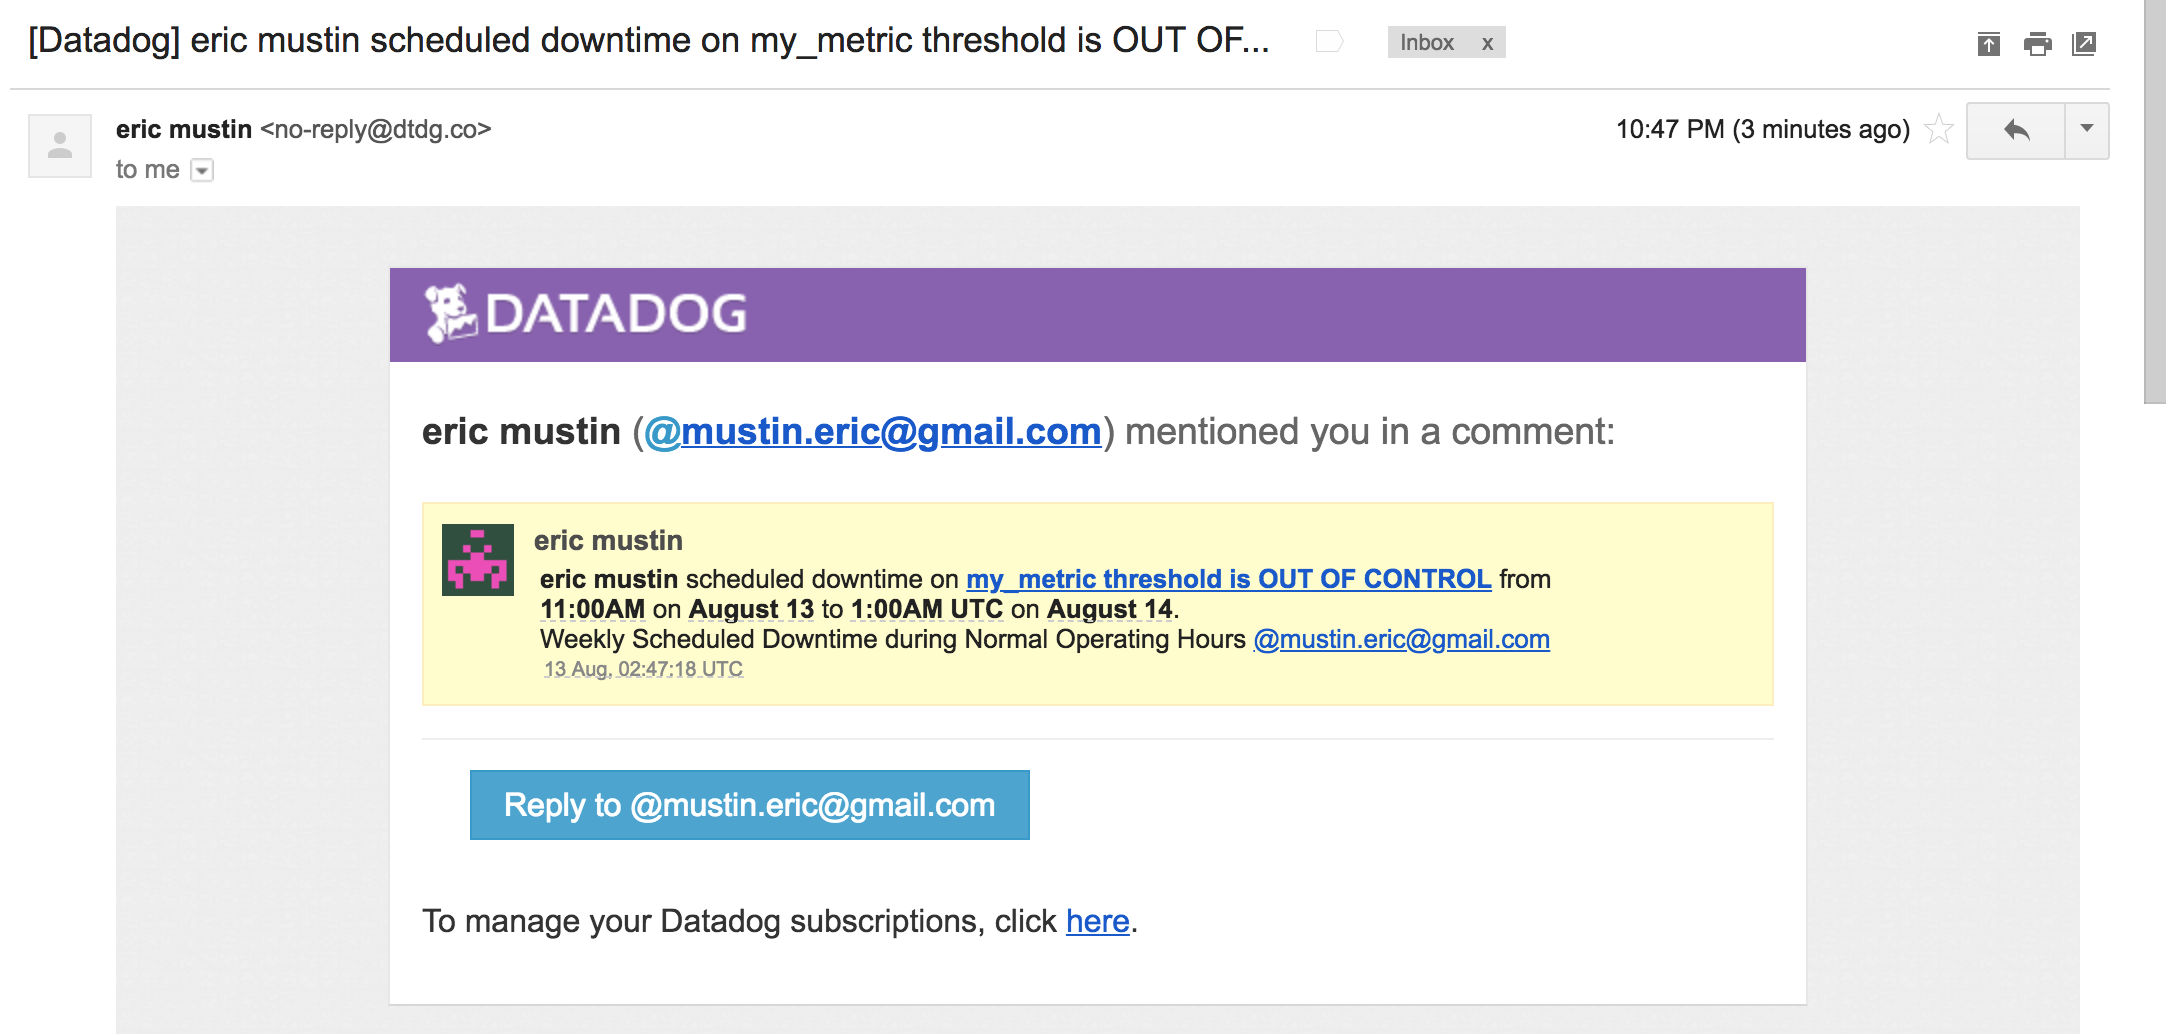 [Datadog] eric mustin scheduled downtime on my_metric threshold is OUT OF...
Inbox x
eric mustin <no-reply@dtdg.co>
10:47 PM (3 minutes ago)
to me
DATADOG
eric mustin (@mustin.eric@gmail.com) mentioned you in a comment:
eric mustin
eric mustin scheduled downtime on my_metric threshold is OUT OF CONTROL from
11:00AM on August 13 to 1:00AM UTC on August 14.
Weekly Scheduled Downtime during Normal Operating Hours @mustin.eric@gmail.com
13 Aug, 02:47:18 UTC
Reply to @mustin.eric@gmail.com
To manage your Datadog subscriptions, click here.